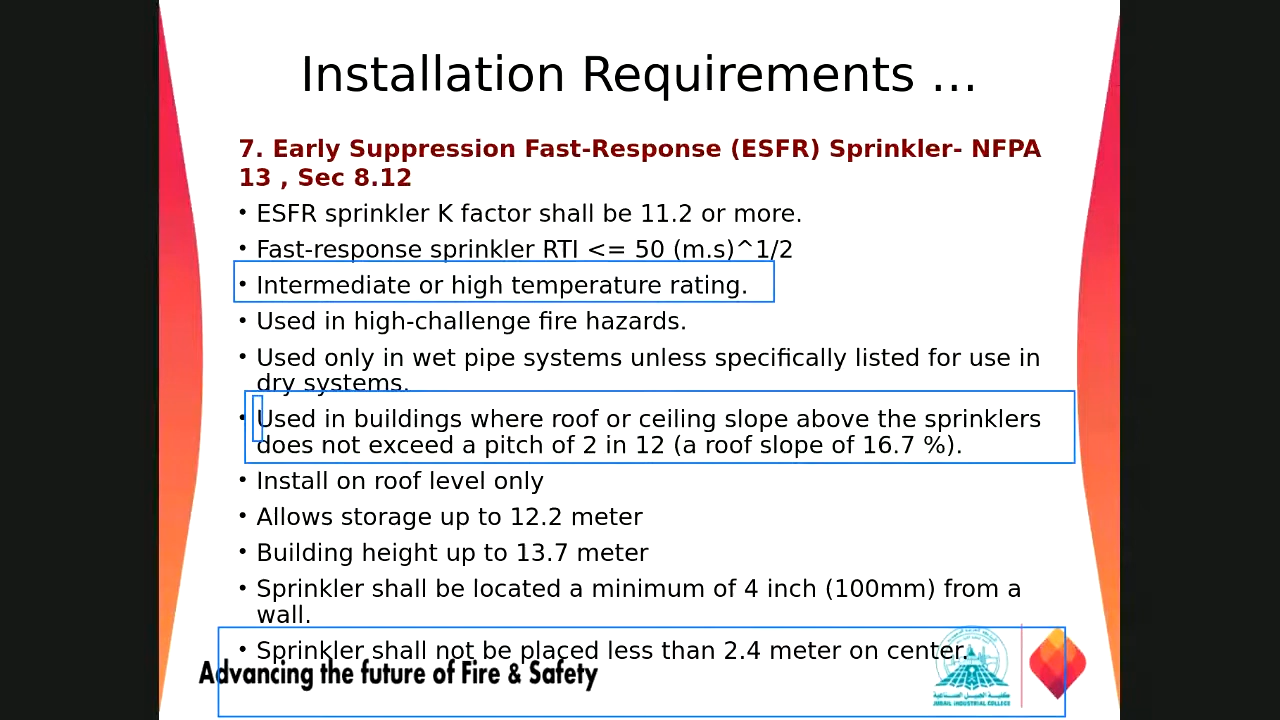 Installation Requirements ...
7. Early Suppression Fast-Response (ESFR) Sprinkler- NFPA
13 , Sec 8.12
• ESFR sprinkler K factor shall be 11.2 or more.
• Fast-response sprinkler RTI <= 50 (m.s)^1/2
• Intermediate or high temperature rating.
• Used in high-challenge fire hazards.
• Used only in wet pipe systems unless specifically listed for use in
dry systems.
• Used in buildings where roof or ceiling slope above the sprinklers
does not exceed a pitch of 2 in 12 (a roof slope of 16.7 %).
• Install on roof level only
• Allows storage up to 12.2 meter
• Building height up to 13.7 meter
• Sprinkler shall be located a minimum of 4 inch (100mm) from a
wall.
• Sprinkler shall not be placed less than 2.4 meter on center.
Advancing the future of Fire & Safety
كلية الجبيل الصناعية
JUBAIL INDUSTRIAL COLLEGE